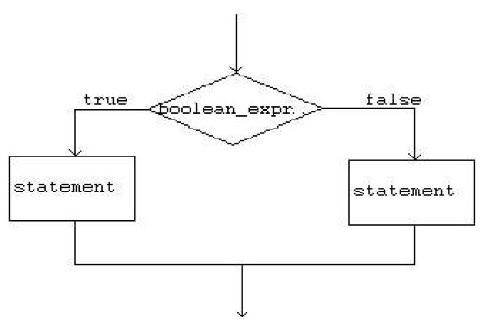 true
false
boolean_expr.
statement
statement